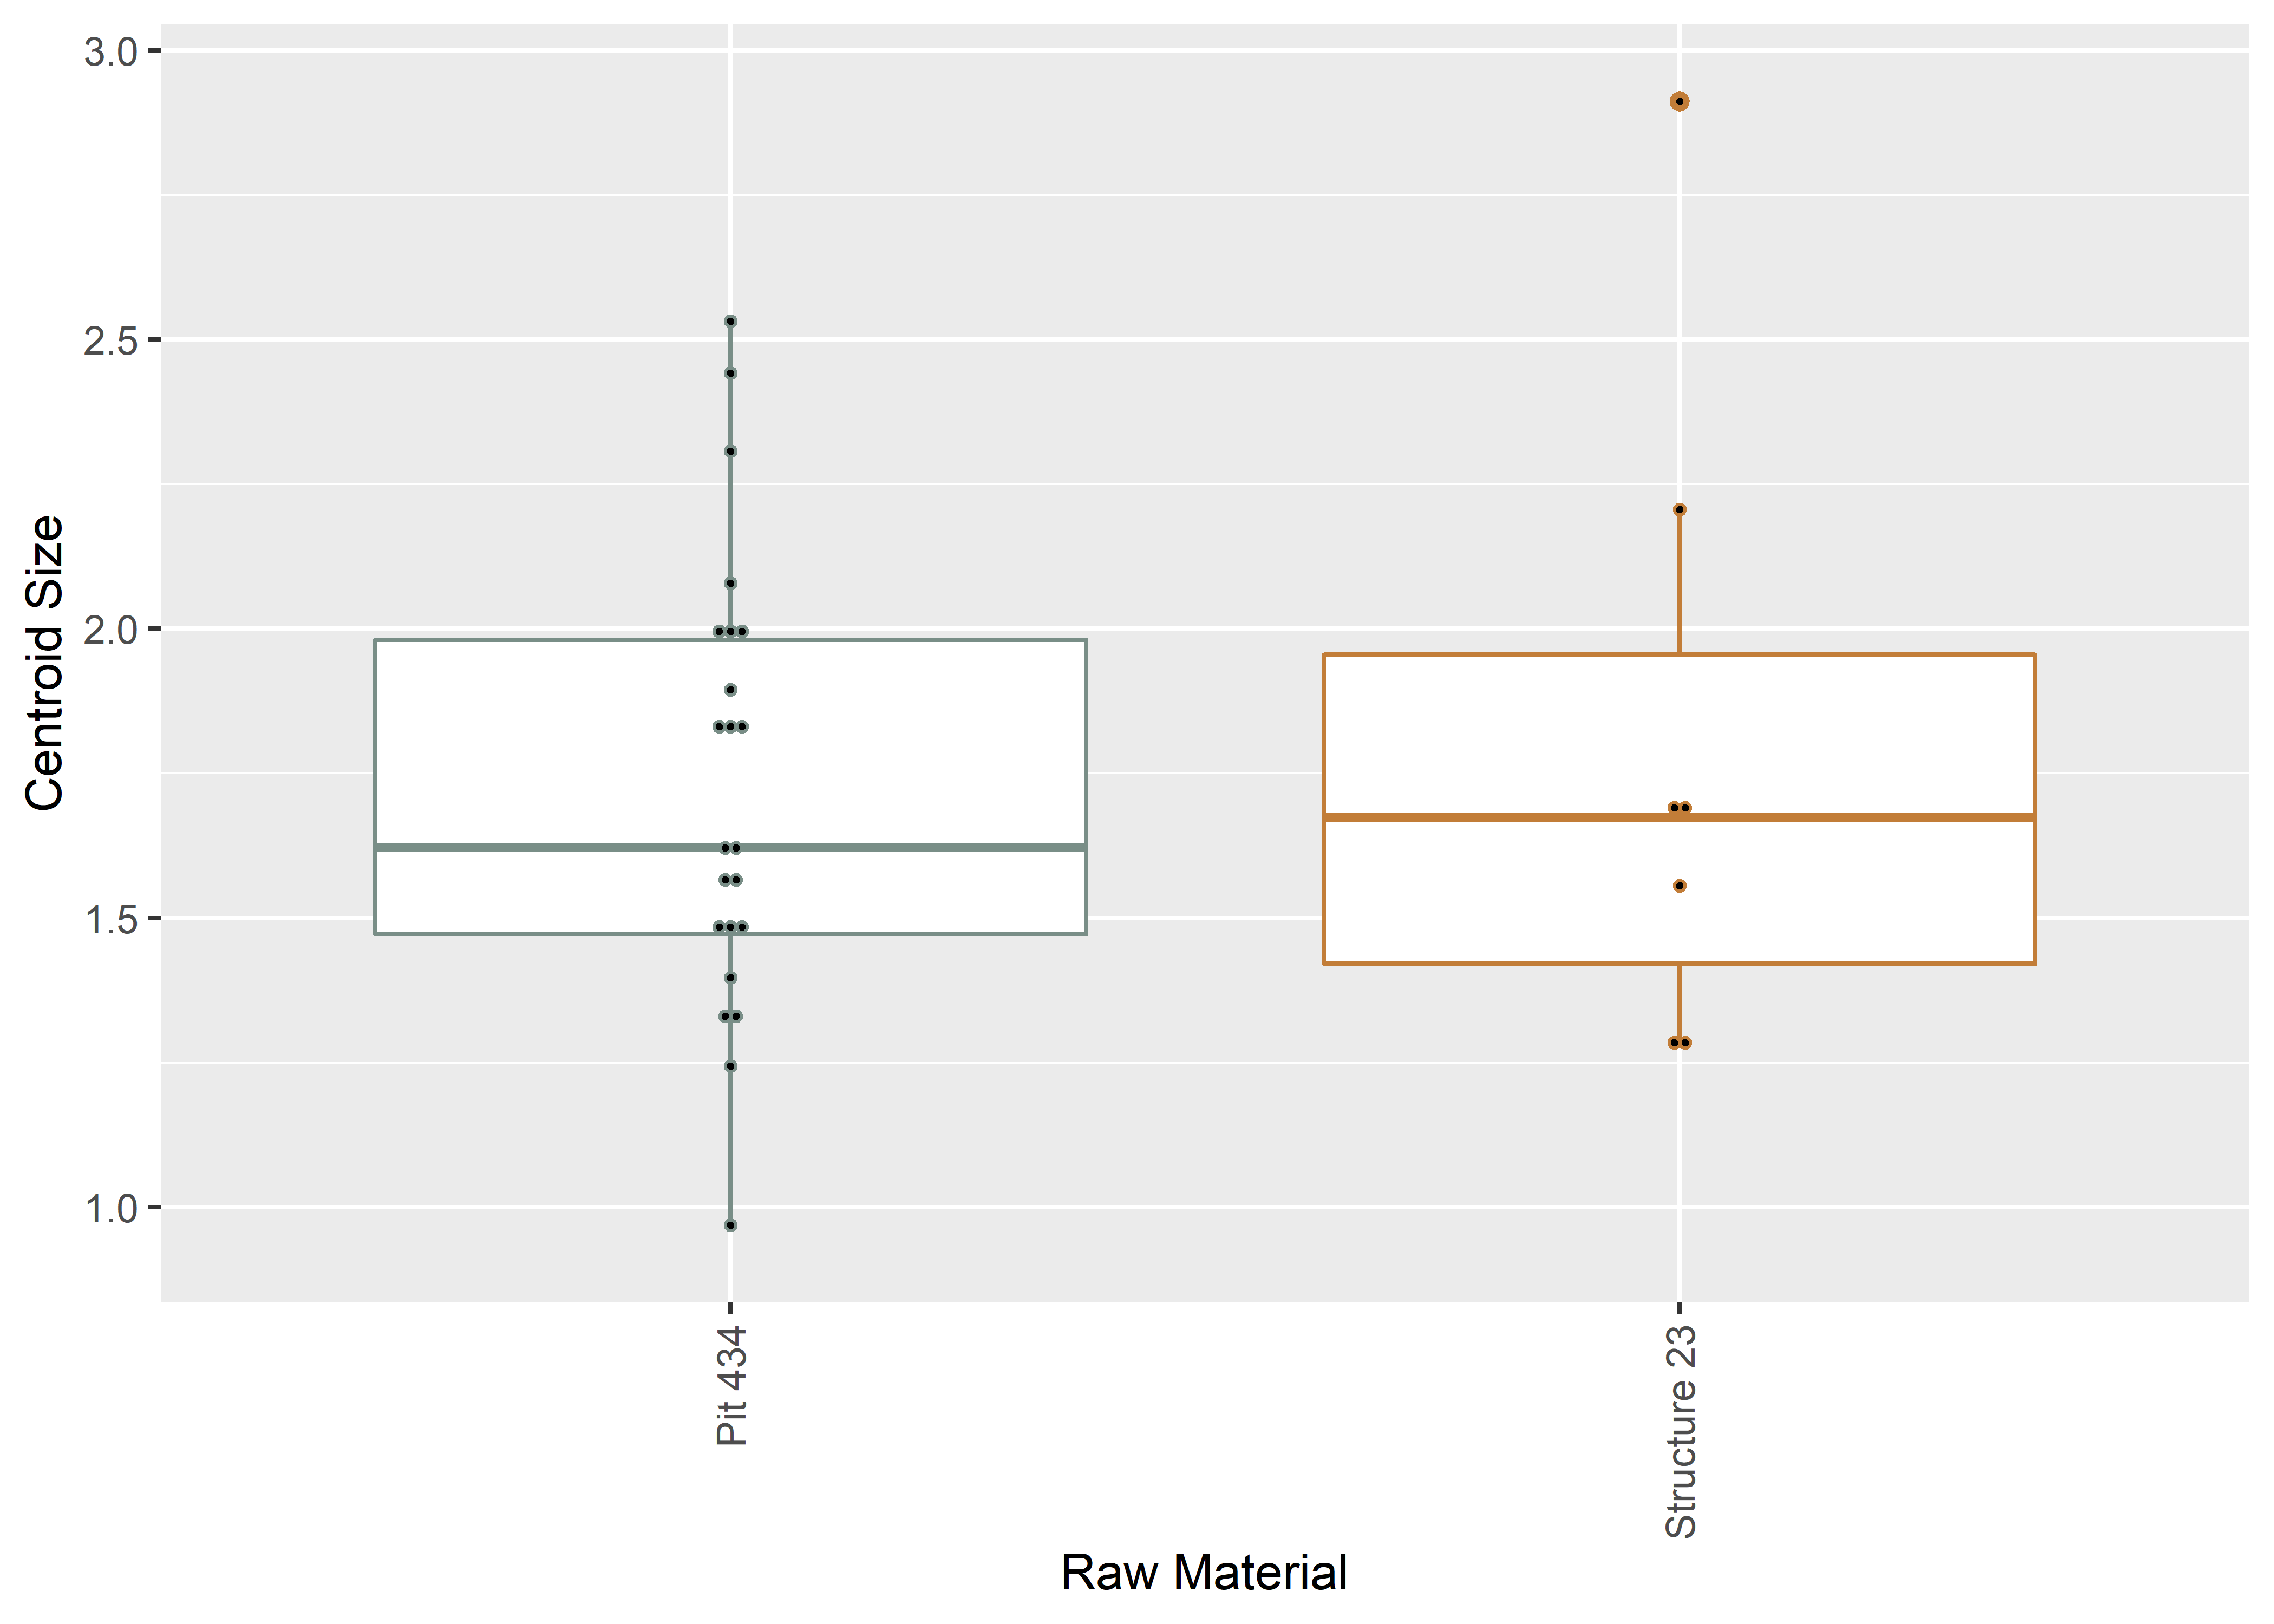 3.0
2.5
2.0
1.5
1.0
Centroid Size
Pit 434
Structure 23
Raw Material